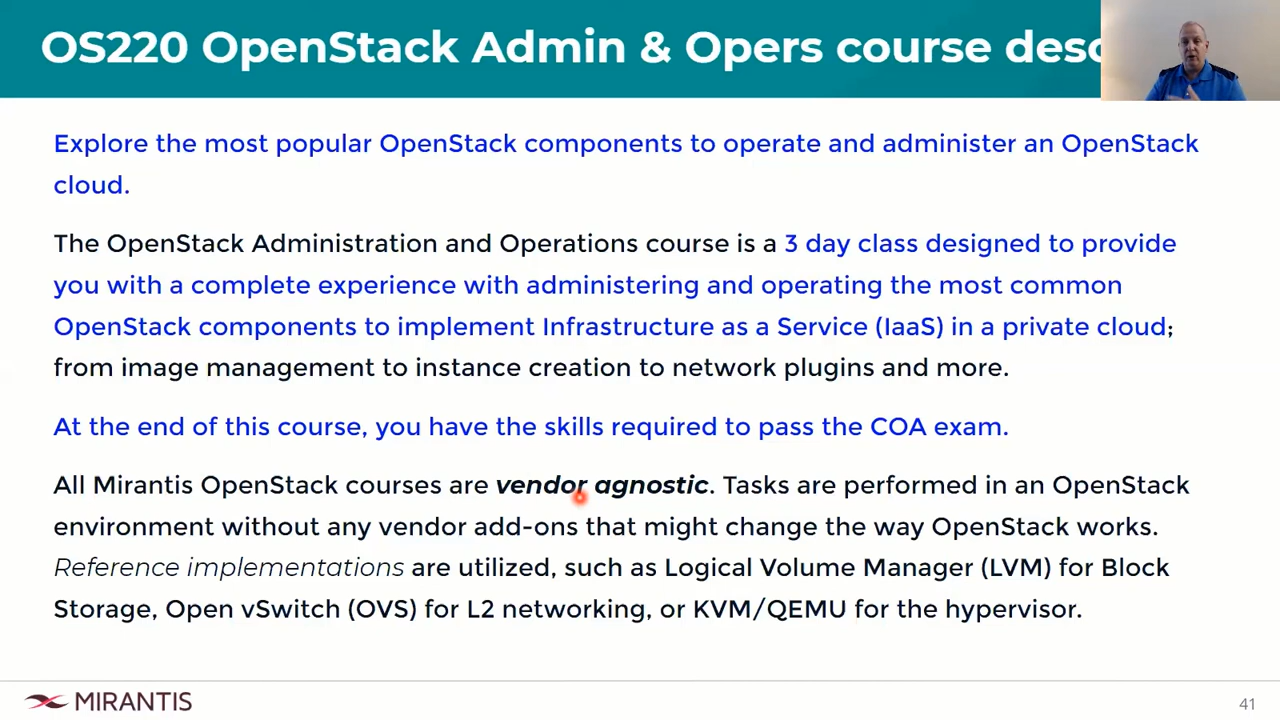 OS220 OpenStack Admin & Opers course desc
Explore the most popular OpenStack components to operate and administer an OpenStack
cloud.
The OpenStack Administration and Operations course is a 3 day class designed to provide
you with a complete experience with administering and operating the most common
OpenStack components to implement Infrastructure as a Service (IaaS) in a private cloud;
from image management to instance creation to network plugins and more.
At the end of this course, you have the skills required to pass the COA exam.
All Mirantis OpenStack courses are vendor agnostic. Tasks are performed in an OpenStack
environment without any vendor add-ons that might change the way OpenStack works.
Reference implementations are utilized, such as Logical Volume Manager (LVM) for Block
Storage, Open vSwitch (OVS) for L2 networking, or KVM/QEMU for the hypervisor.
MIRANTIS
41